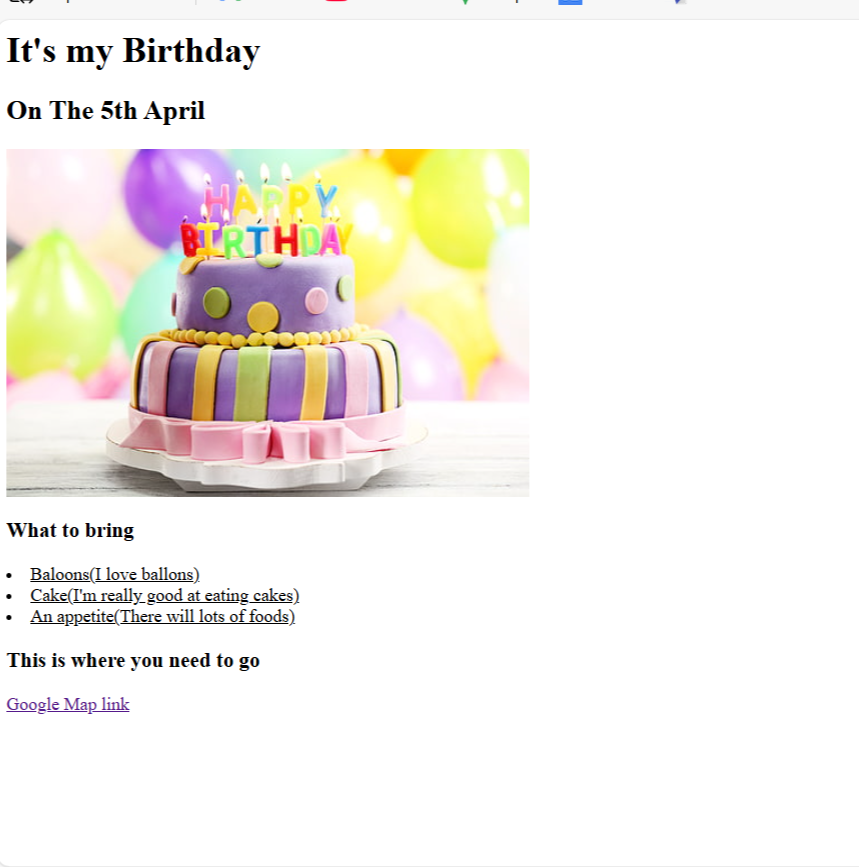 It's my Birthday
On The 5th April
HAPPY
BIRTHDAY
What to bring
Baloons(I love ballons)
Cake(I'm really good at eating cakes)
An appetite(There will lots of foods)
This is where you need to go
Google Map link